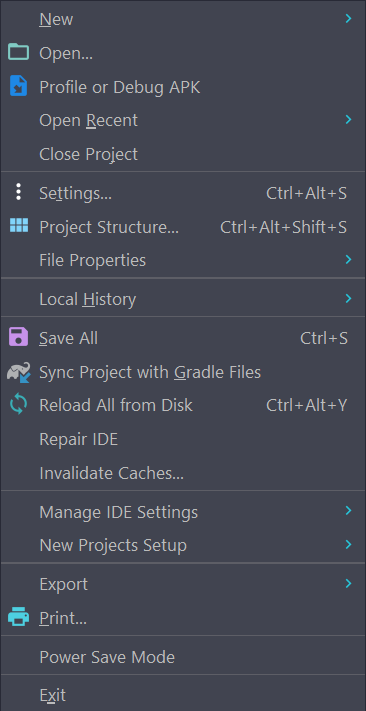 New
Open...
Profile or Debug APK
Open Recent
Close Project
Settings... Ctrl+Alt+S
Project Structure... Ctrl+Alt+Shift+S
File Properties
Local History
Save All Ctrl+S
Sync Project with Gradle Files
Reload All from Disk Ctrl+Alt+Y
Repair IDE
Invalidate Caches...
Manage IDE Settings
New Projects Setup
Export
Print...
Power Save Mode
Exit